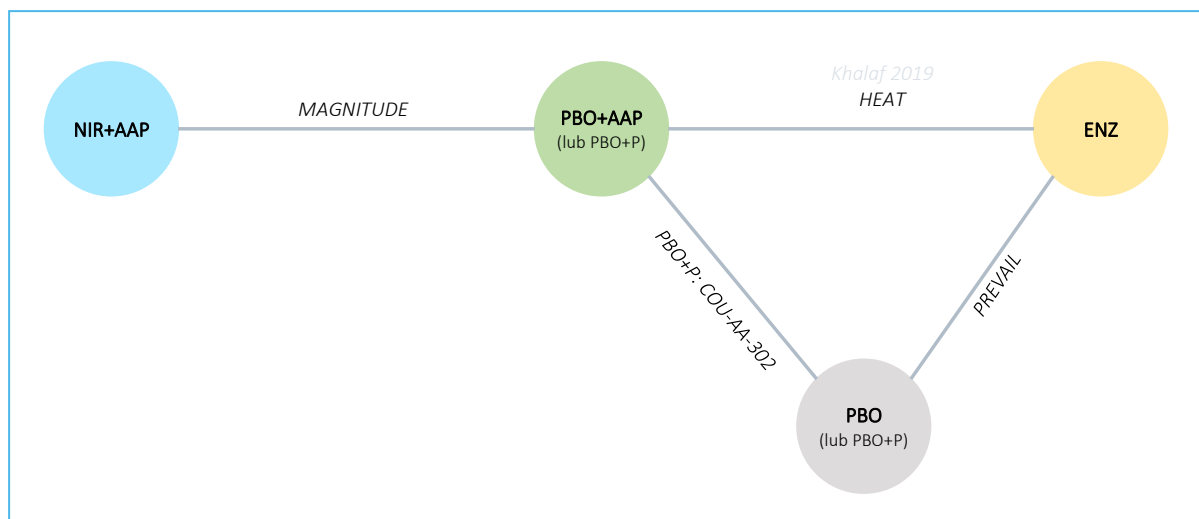 Khalaf 2019
MAGNITUDE
HEAT
NIR+AAP
PBO+AAP
(lub PBO+P)
ENZ
PBO+P: COU-AA-302
PREVAIL
PBO
(lub PBO+P)